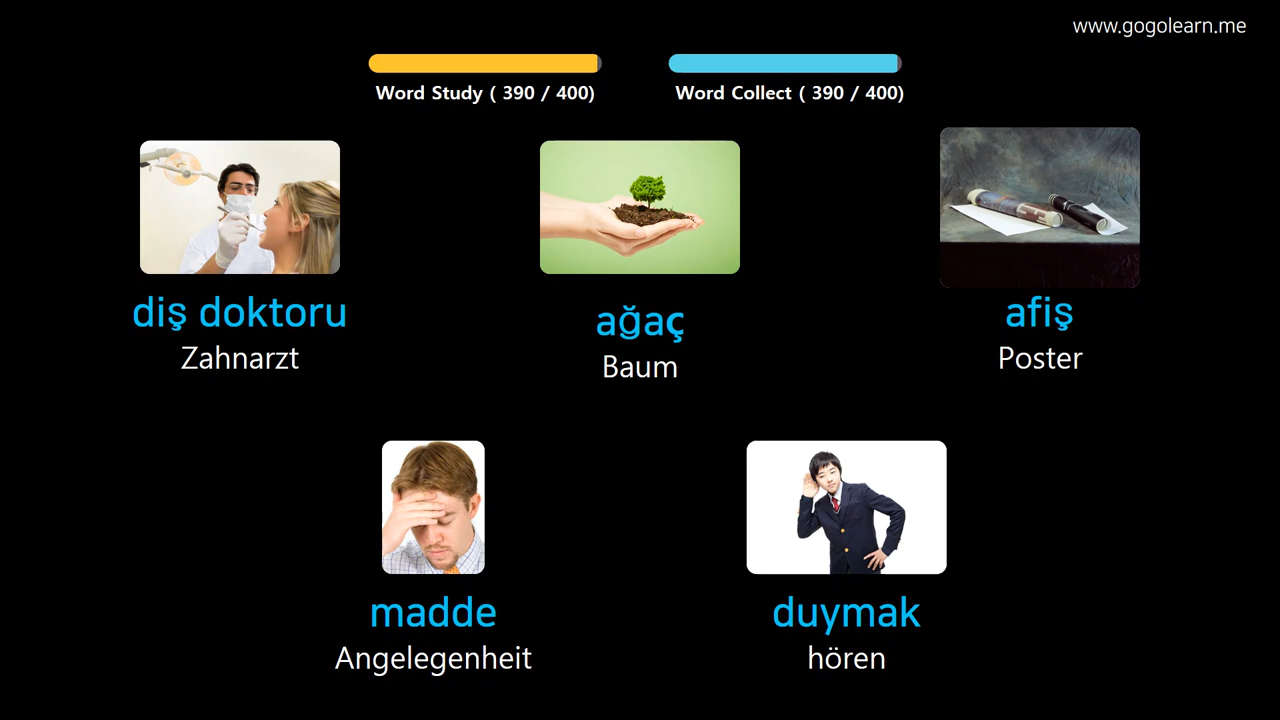 www.gogolearn.me
Word Study ( 390 / 400)
Word Collect ( 390 / 400)
diş doktoru
Zahnarzt
ağaç
Baum
afiş
Poster
madde
Angelegenheit
duymak
hören